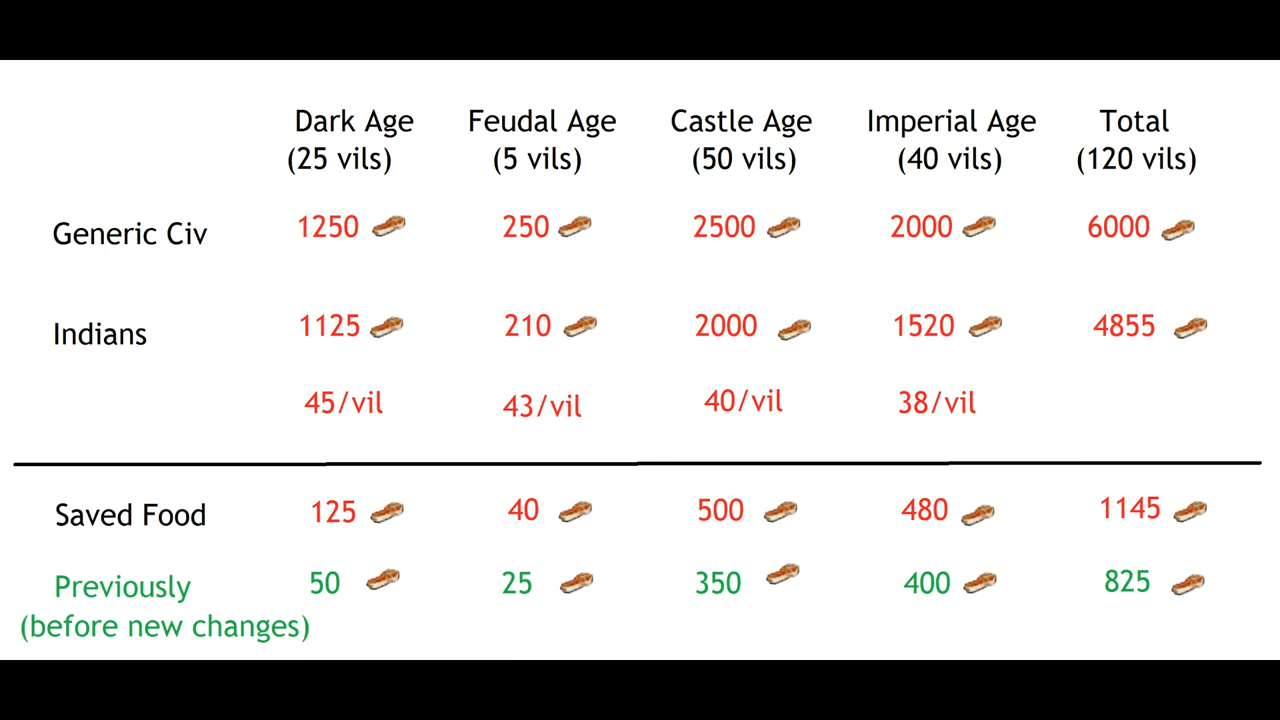 Dark Age Feudal Age Castle Age Imperial Age Total
(25 vils) (5 vils) (50 vils) (40 vils) (120 vils)
Generic Civ 1250 250 2500 2000 6000
Indians 1125 210 2000 1520 4855
45/vil 43/vil 40/vil 38/vil
Saved Food 125 40 500 480 1145
Previously 50 25 350 400 825
(before new changes)